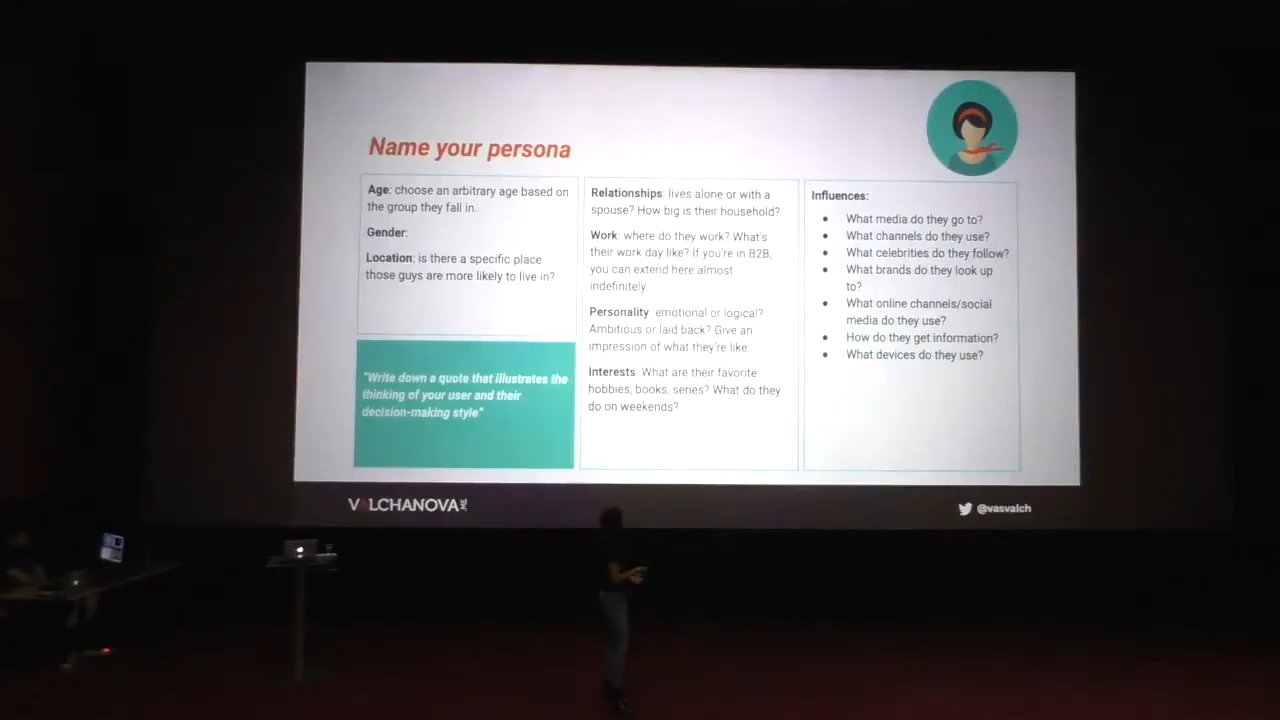 Name your persona
Age: choose an arbitrary age based on
the group they fall in.
Gender:
Location: is there a specific place
those guys are more likely to live in?
"Write down a quote that illustrates the
thinking of your user and their
decision-making style"
Relationships: lives alone or with a
spouse? How big is their household?
Work: where do they work? What's
their work day like? If you're in B2B,
you can extend here almost
indefinitely
Personality: emotional or logical?
Ambitious or laid back? Give an
impression of what they're like.
Interests: What are their favorite
hobbies, books, series? What do they
do on weekends?
Influences:
• What media do they go to?
• What channels do they use?
• What celebrities do they follow?
• What brands do they look up
to?
• What online channels/social
media do they use?
• How do they get information?
• What devices do they use?
VALCHANOVA.ME
@vasvalch